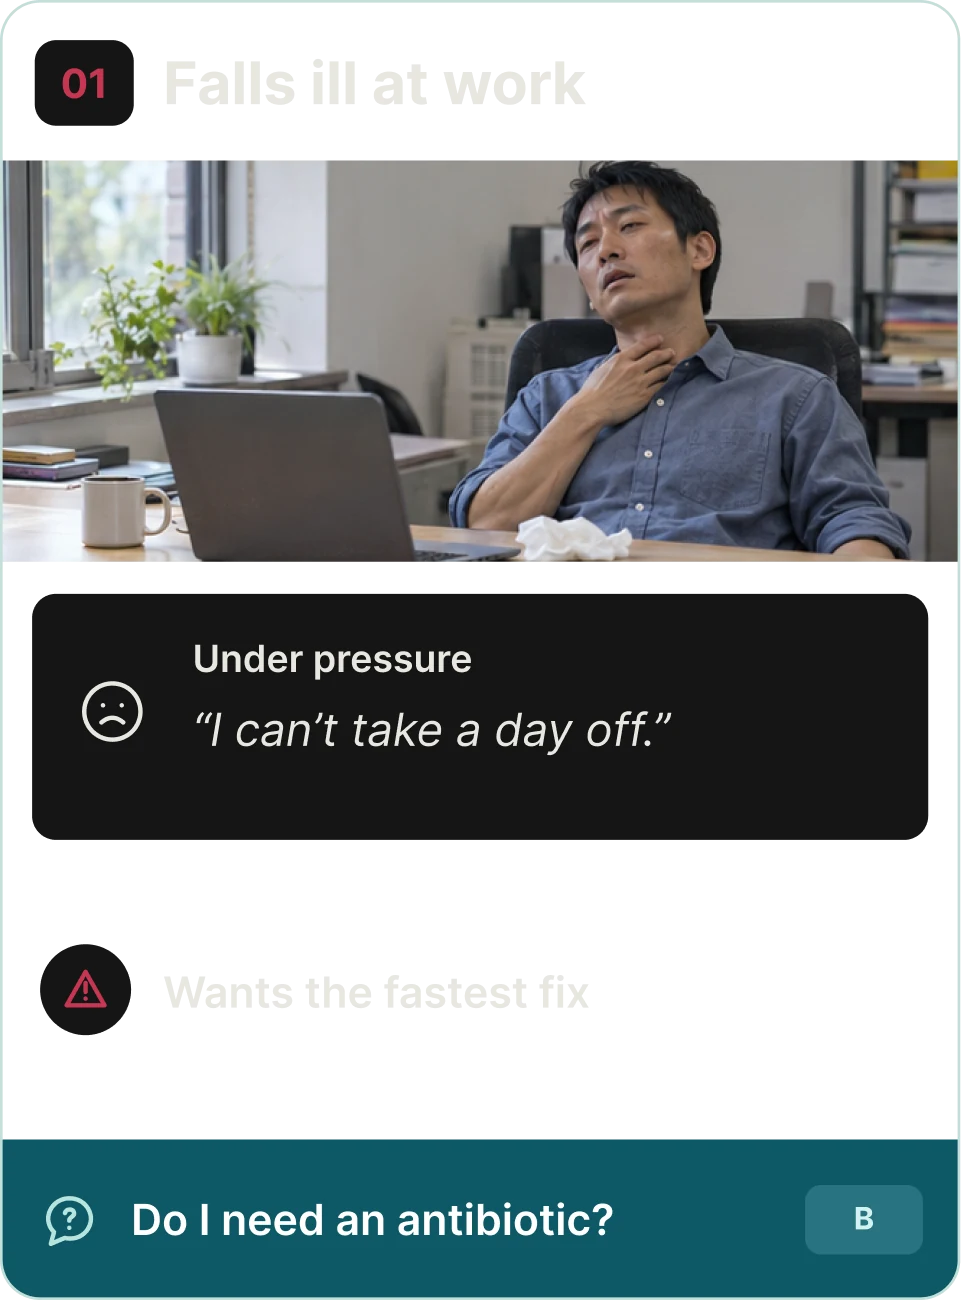 01
Falls ill at work
Under pressure
“I can’t take a day off.”
Wants the fastest fix
Do I need an antibiotic?
B